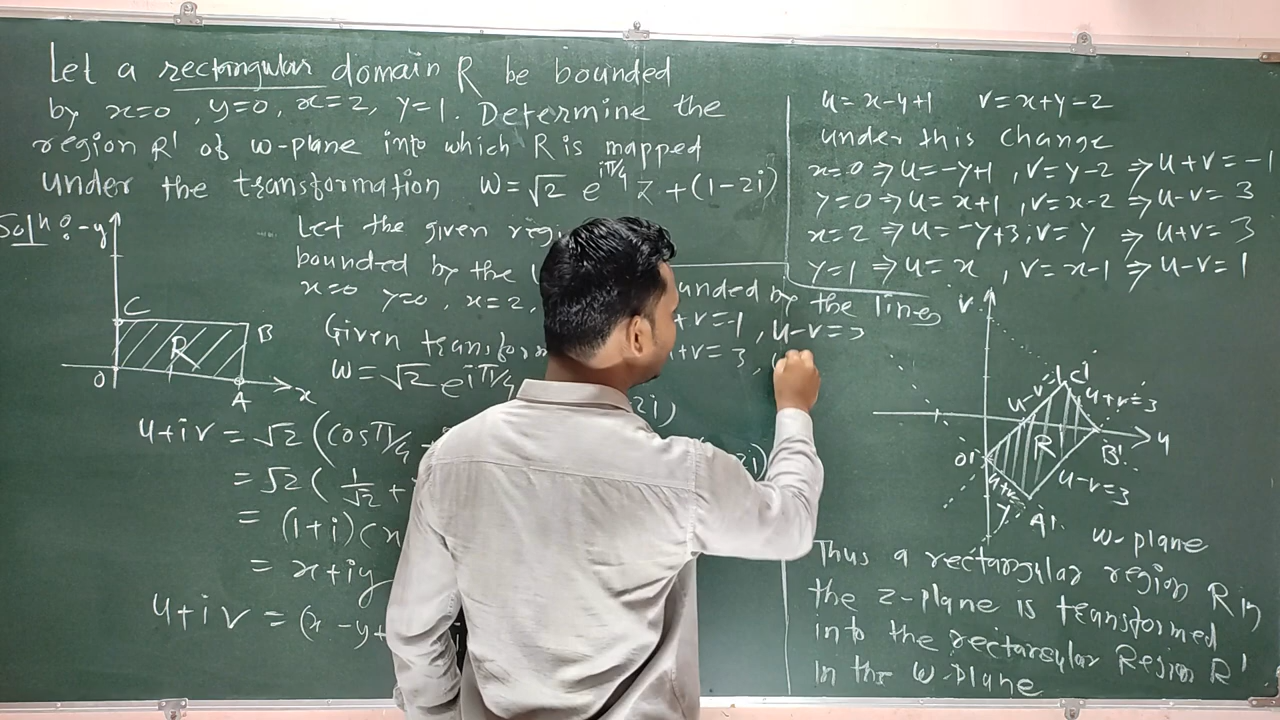 Let a rectangular domain R be bounded
by x=0, y=0, x=2, y=1. Determine the
region R' of w-plane into which R is mapped
under the transformation W=√2 e^{iπ/4} z+(1-2i)
Soln:-
y
C
B
R
O
A
x
Let the given regi
bounded by the
x=0 y=0, x=2,
Given transform
W=√2 e^{iπ/4}
2i)
u+iv = √2 (cosπ/4 +
= √2 ( 1/√2 +
2i)
= (1+i)(x
= x+iy
u+iv = (x-y+
u=x-y+1 v=x+y-2
under this change
x=0 ⇒ u=-y+1, v=y-2 ⇒ u+v=-1
y=0 ⇒ u=x+1, v=x-2 ⇒ u-v=3
x=2 ⇒ u=-y+3, v=y ⇒ u+v=3
y=1 ⇒ u=x, v=x-1 ⇒ u-v=1
unded by the lines
+v=-1, u-v=3
+v=3,
v
u-v=1
C'
u+v=3
u
O'
R
B'
u-v=3
A'
w-plane
Thus a rectangular region R in
the z-plane is transformed
into the rectangular Region R'
in the w-plane